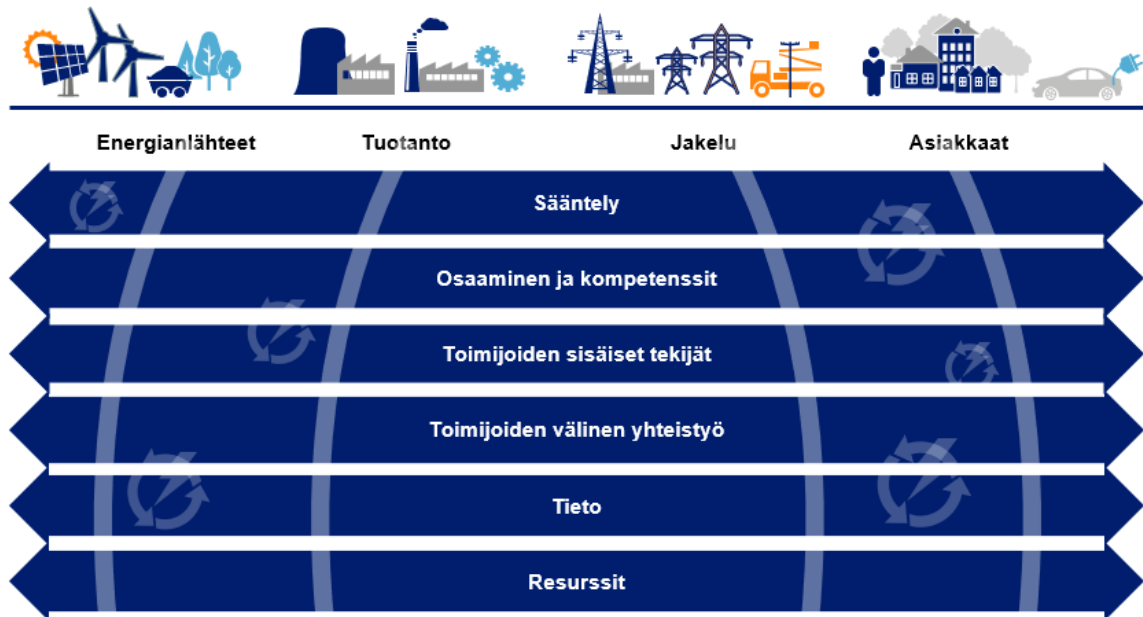 Energianlähteet Tuotanto Jakelu Asiakkaat
Sääntely
Osaaminen ja kompetenssit
Toimijoiden sisäiset tekijät
Toimijoiden välinen yhteistyö
Tieto
Resurssit